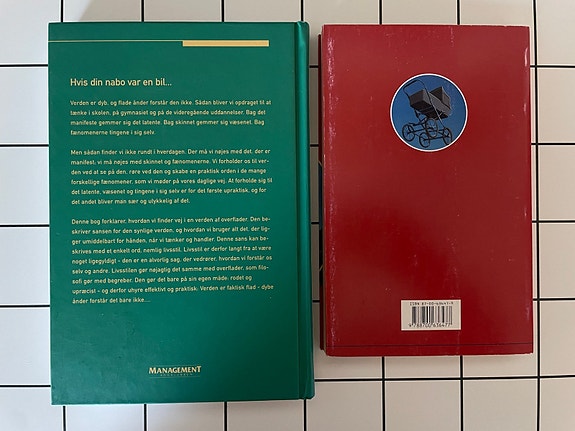 Hvis din nabo var en bil...
Verden er dyb, og flade ånder forstår den ikke. Sådan bliver vi opdraget til at
tænke i skolen, på gymnasiet og på de videregående uddannelser. Bag det
manifeste gemmer sig det latente. Bag skinnet gemmer sig væsenet. Bag
fænomenerne tingene i sig selv.
Men sådan finder vi ikke rundt i hverdagen. Der må vi nøjes med det, der er
manifest; vi må nøjes med skinnet og fænomenerne. Vi forholder os til ver-
den ved at se på den, røre ved den og skabe en praktisk orden i de mange
forskellige fænomener, som vi møder på vores daglige vej. At forholde sig til
det latente, væsenet og tingene i sig selv er for det første upraktisk, og for
det andet bliver man sær og ulykkelig af det.
Denne bog forklarer, hvordan vi finder vej i en verden af overflader. Den be-
skriver sansen for den synlige verden, og hvordan vi bruger alt det, der lig-
ger umiddelbart for hånden, når vi tænker og handler. Denne sans kan be-
skrives med et enkelt ord, nemlig livsstil. Livsstil er derfor langt fra at være
noget ligegyldigt - den er en alvorlig sag, der vedrører, hvordan vi forstår os
selv og andre. Livsstilen gør nøjagtig det samme med overflader, som filo-
sofi gør med begreber. Den gør det bare på sin egen måde: rodet og
upræcist - og derfor uhyre effektivt og praktisk. Verden er faktisk flad - dybe
ånder forstår det bare ikke....
MANAGEMENT
ISBN 87-00-63647-4
9 788700 636477